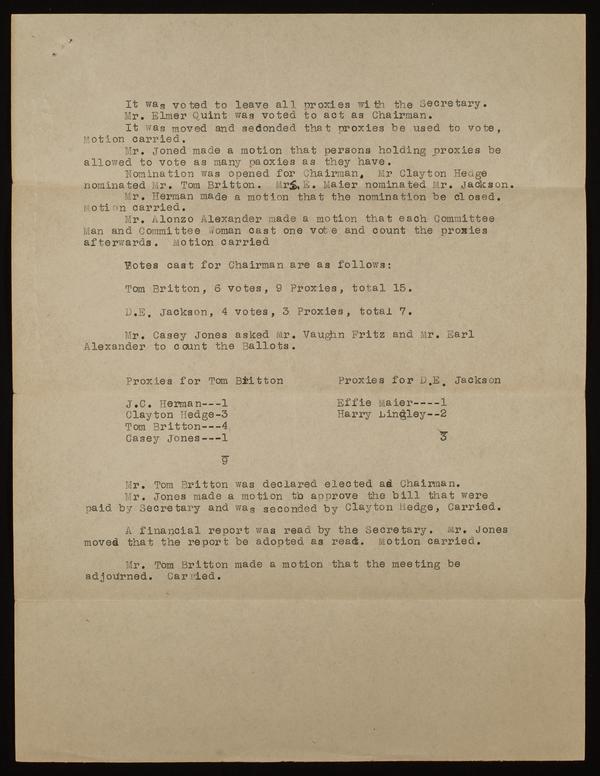 It was voted to leave all proxies with the Secretary.
Mr. Elmer Quint was voted to act as Chairman.
It was moved and sedonded that proxies be used to vote,
Motion carried.
Mr. Joned made a motion that persons holding proxies be
allowed to vote as many paoxies as they have.
Nomination was opened for Chairman, Mr Clayton Hedge
nominated Mr. Tom Britton. Mrs. E. Maier nominated Mr. Jackson.
Mr. Herman made a motion that the nomination be closed.
Motion carried.
Mr. Alonzo Alexander made a motion that each Committee
Man and Committee Woman cast one vote and count the proxies
afterwards. Motion carried
Votes cast for Chairman are as follows:
Tom Britton, 6 votes, 9 Proxies, total 15.
D.E. Jackson, 4 votes, 3 Proxies, total 7.
Mr. Casey Jones asked Mr. Vaughn Fritz and Mr. Earl
Alexander to count the Ballots.
Proxies for Tom Britton Proxies for D.E. Jackson
J.C. Herman---1 Effie Maier----1
Clayton Hedge-3 Harry Lindley--2
Tom Britton---4
Casey Jones---1 3
9
Mr. Tom Britton was declared elected as Chairman.
Mr. Jones made a motion to approve the bill that were
paid by Secretary and was seconded by Clayton Hedge, Carried.
A financial report was read by the Secretary. Mr. Jones
moved that the report be adopted as read. Motion carried.
Mr. Tom Britton made a motion that the meeting be
adjourned. Carried.